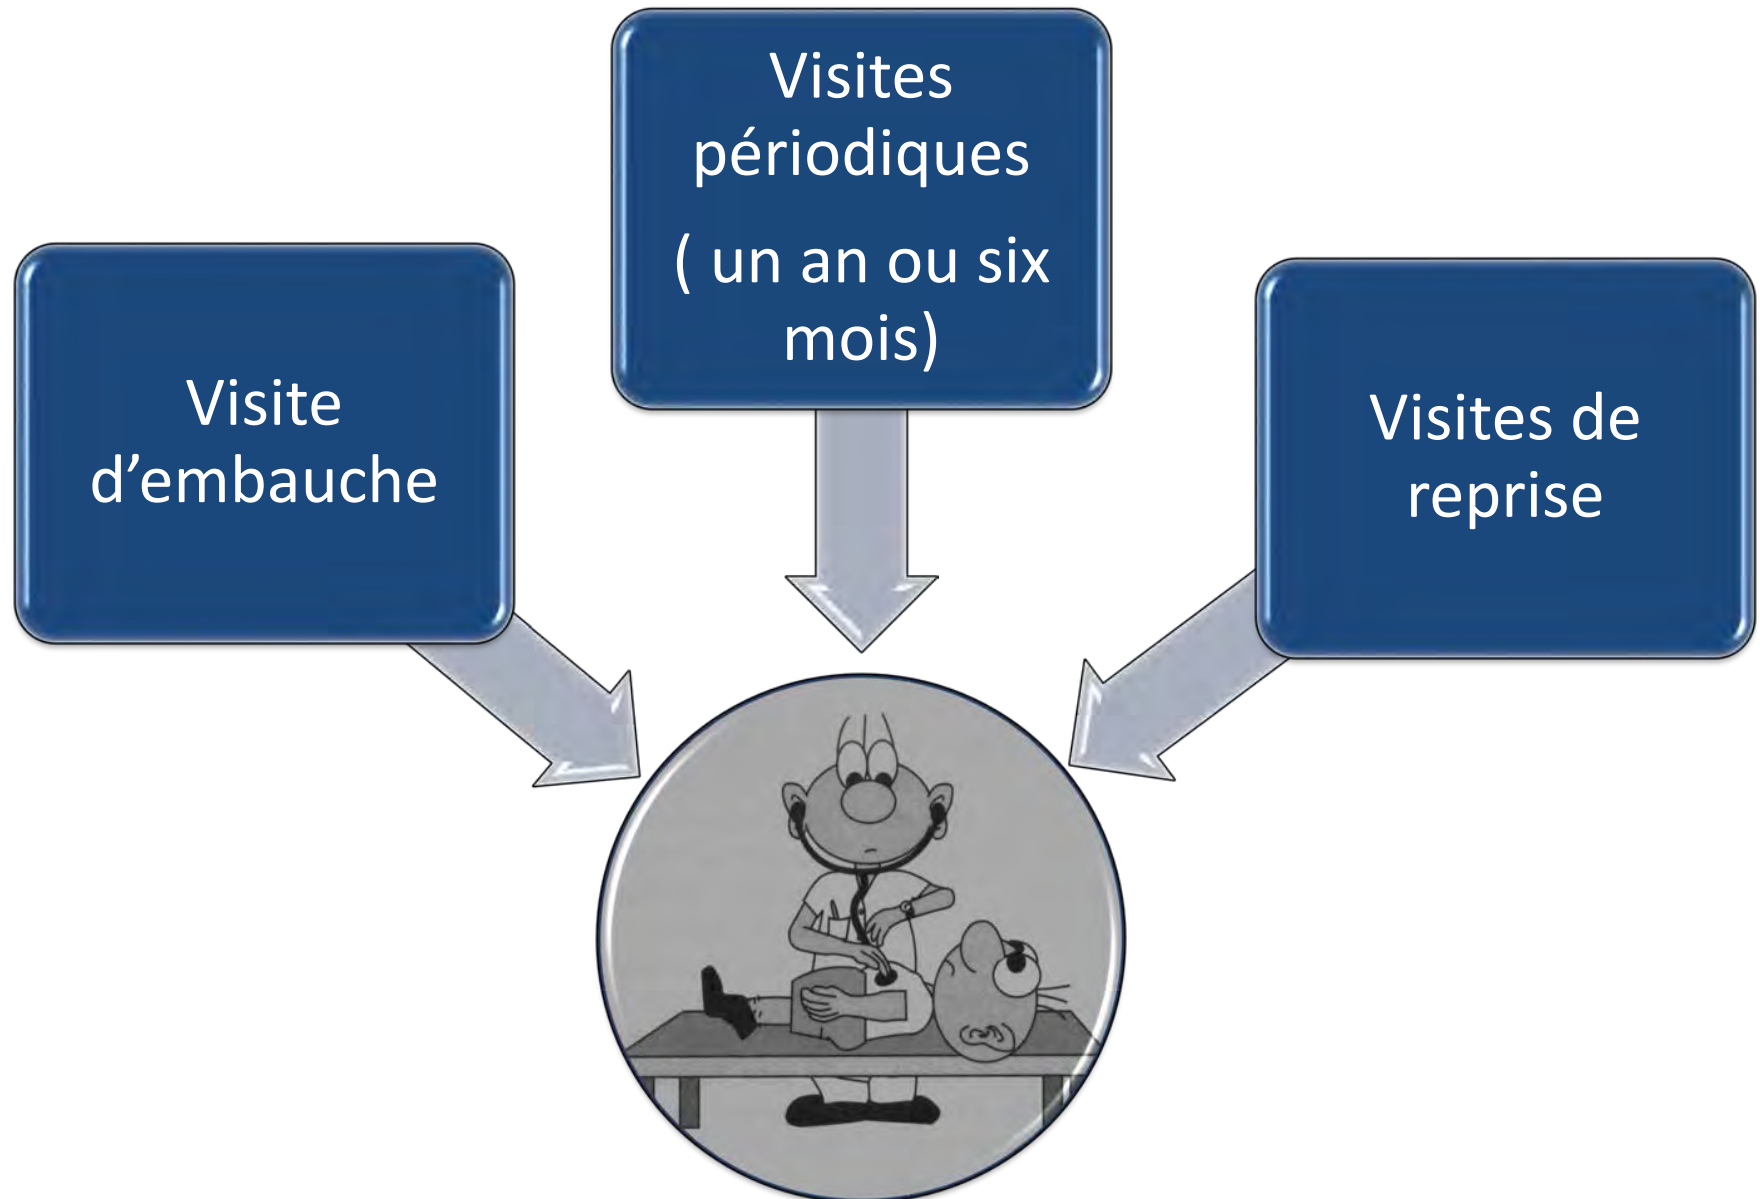 Visite
d’embauche
Visites
périodiques
( un an ou six
mois)
Visites de
reprise